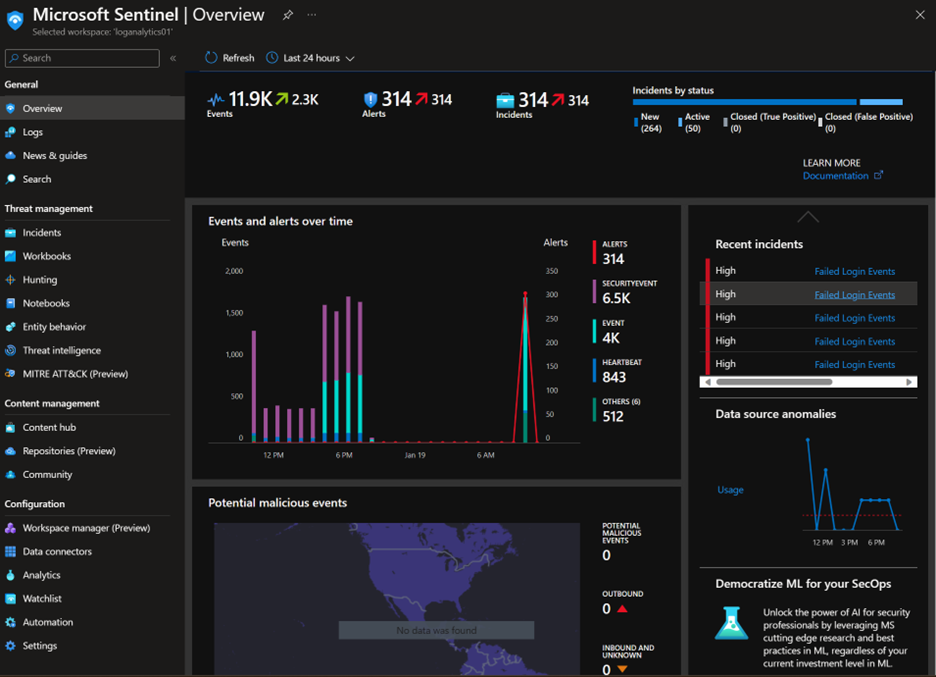 Microsoft Sentinel | Overview
Selected workspace: 'loganalytics01'
Search
Refresh
Last 24 hours
General
Overview
Logs
News & guides
Search
Threat management
Incidents
Workbooks
Hunting
Notebooks
Entity behavior
Threat intelligence
MITRE ATT&CK (Preview)
Content management
Content hub
Repositories (Preview)
Community
Configuration
Workspace manager (Preview)
Data connectors
Analytics
Watchlist
Automation
Settings
11.9K 2.3K
Events
314 314
Alerts
314 314
Incidents
Incidents by status
New (264)
Active (50)
Closed (True Positive) (0)
Closed (False Positive) (0)
LEARN MORE
Documentation
Events and alerts over time
Events
Alerts
2,000
1,500
1,000
500
0
350
300
250
200
150
100
50
0
12 PM
6 PM
Jan 19
6 AM
ALERTS
314
SECURITYEVENT
6.5K
EVENT
4K
HEARTBEAT
843
OTHERS (6)
512
Recent incidents
High Failed Login Events
High Failed Login Events
High Failed Login Events
High Failed Login Events
High Failed Login Events
Data source anomalies
Usage
12 PM 3 PM 6 PM
Potential malicious events
No data was found
POTENTIAL
MALICIOUS
EVENTS
0
OUTBOUND
0
INBOUND AND
UNKNOWN
0
Democratize ML for your SecOps
Unlock the power of AI for security
professionals by leveraging MS
cutting edge research and best
practices in ML, regardless of your
current investment level in ML.